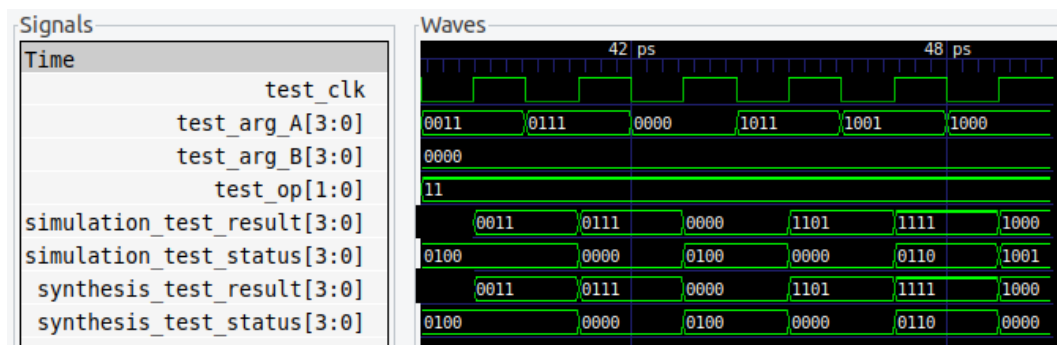 Signals
Waves
Time
42 ps
48 ps
test_clk
test_arg_A[3:0]
0011 0111 0000 1011 1001 1000
test_arg_B[3:0]
0000
test_op[1:0]
11
simulation_test_result[3:0]
0011 0111 0000 1101 1111 1000
simulation_test_status[3:0]
0100 0000 0100 0000 0110 1001
synthesis_test_result[3:0]
0011 0111 0000 1101 1111 1000
synthesis_test_status[3:0]
0100 0000 0100 0000 0110 0000